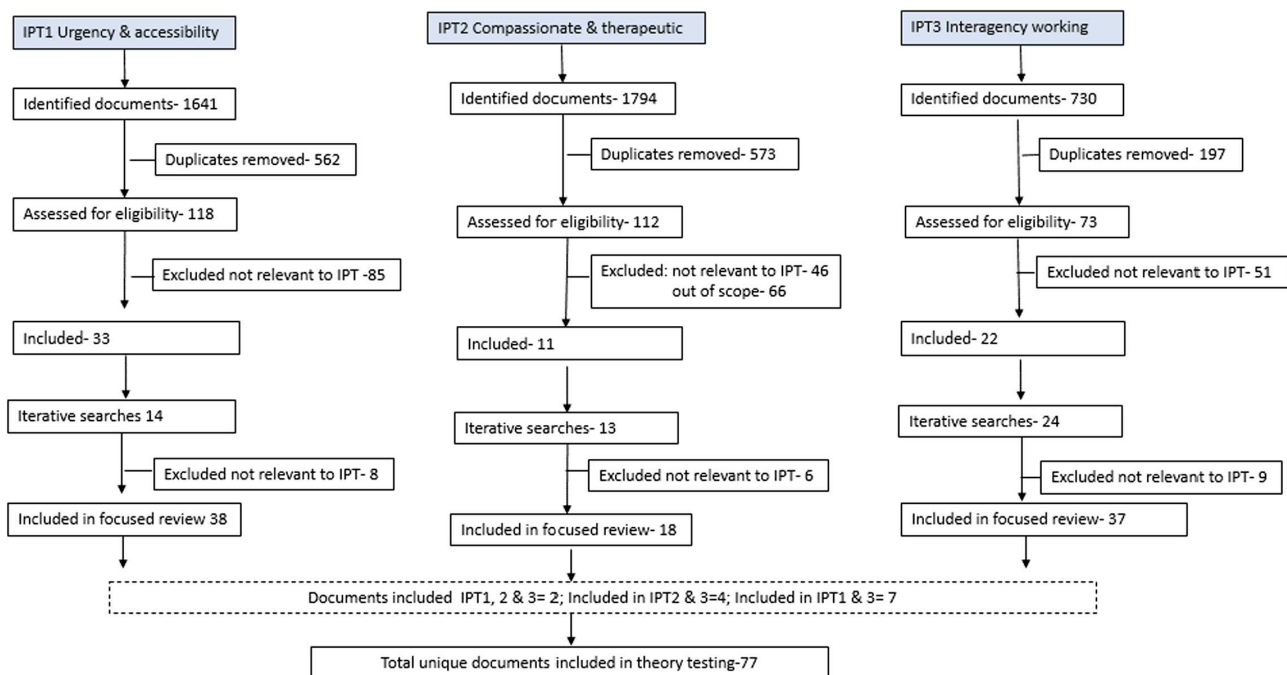 IPT1 Urgency & accessibility
Identified documents- 1641
Duplicates removed- 562
Assessed for eligibility- 118
Excluded not relevant to IPT -85
Included- 33
Iterative searches 14
Excluded not relevant to IPT- 8
Included in focused review 38
IPT2 Compassionate & therapeutic
Identified documents- 1794
Duplicates removed- 573
Assessed for eligibility- 112
Excluded: not relevant to IPT- 46
out of scope- 66
Included- 11
Iterative searches- 13
Excluded not relevant to IPT- 6
Included in focused review- 18
IPT3 Interagency working
Identified documents- 730
Duplicates removed- 197
Assessed for eligibility- 73
Excluded not relevant to IPT- 51
Included- 22
Iterative searches- 24
Excluded not relevant to IPT- 9
Included in focused review- 37
Documents included IPT1, 2 & 3= 2; Included in IPT2 & 3=4; Included in IPT1 & 3= 7
Total unique documents included in theory testing-77